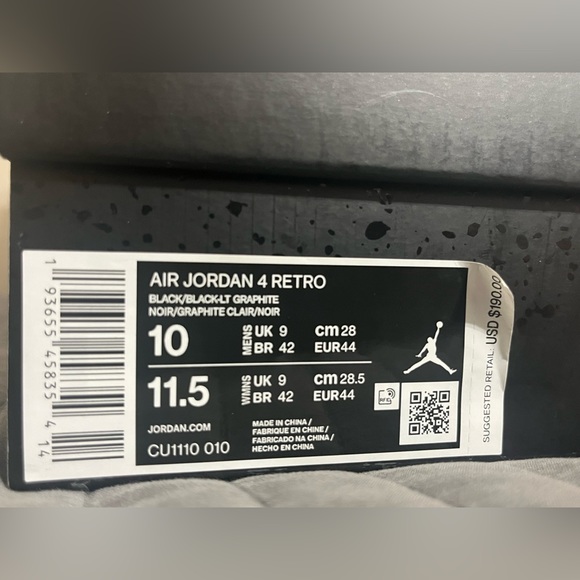 1 93655 45835 4 14
AIR JORDAN 4 RETRO
BLACK/BLACK-LT GRAPHITE
NOIR/GRAPHITE CLAIR/NOIR
10 MENS UK 9 cm 28
BR 42 EUR44
11.5 WMNS UK 9 cm 28.5
BR 42 EUR44
JORDAN.COM
CU1110 010
MADE IN CHINA /
FABRIQUE EN CHINE /
FABRICADO NA CHINA /
HECHO EN CHINA
SUGGESTED RETAIL: USD $190.00